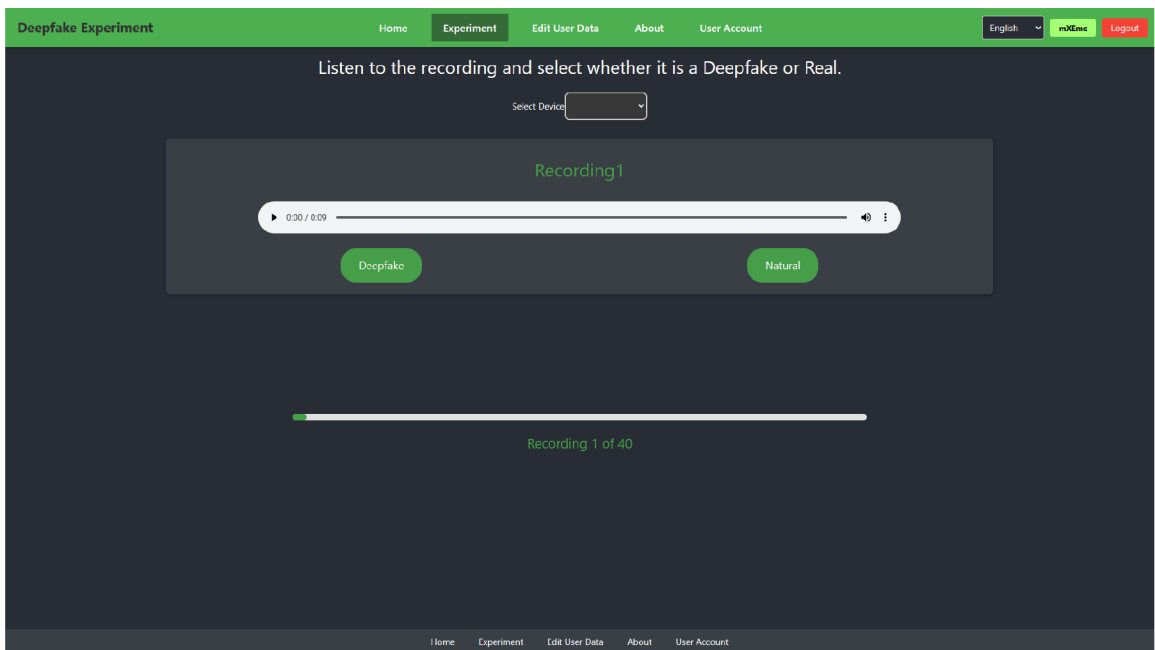 Deepfake Experiment Home Experiment Edit User Data About User Account English mXEmc Logout
Listen to the recording and select whether it is a Deepfake or Real.
Select Device
Recording1
0:00 / 0:09
Deepfake Natural
Recording 1 of 40
Home Experiment Edit User Data About User Account